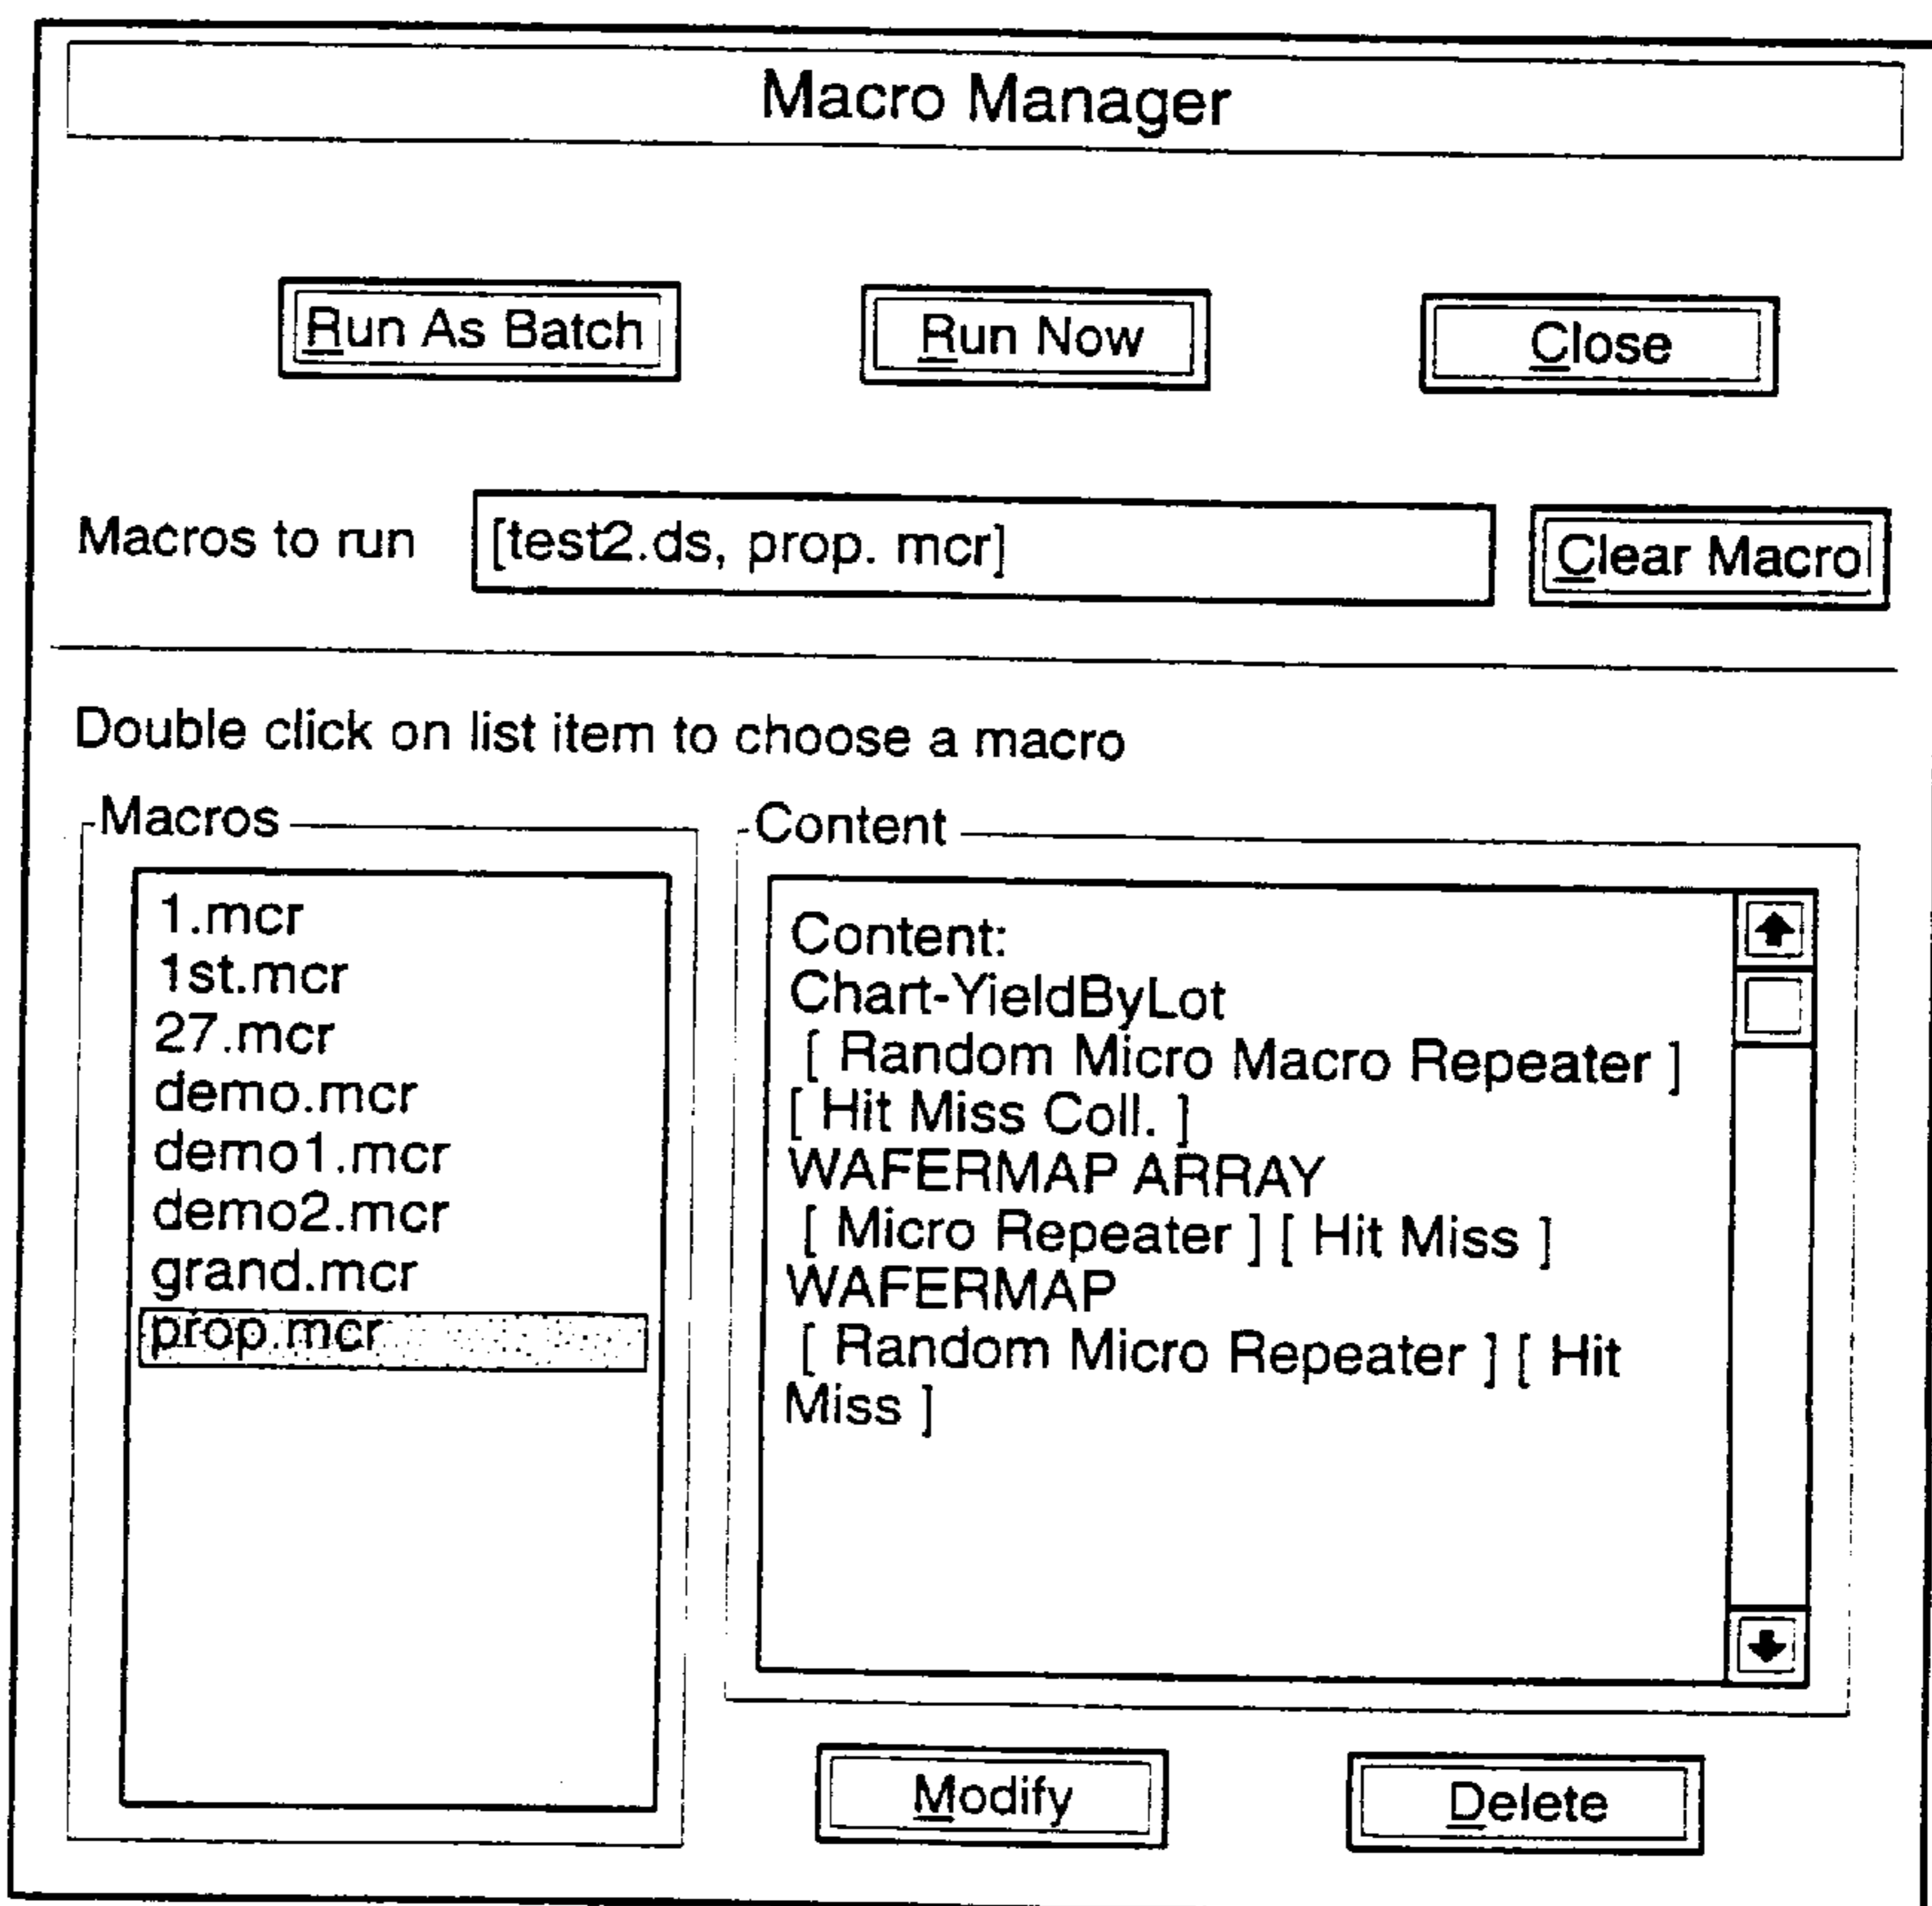 Macro Manager
Run As Batch
Run Now
Close
Macros to run
[test2.ds, prop. mcr]
Clear Macro
Double click on list item to choose a macro
Macros
1.mcr
1st.mcr
27.mcr
demo.mcr
demo1.mcr
demo2.mcr
grand.mcr
prop.mcr
Content
Content:
Chart-YieldByLot
[ Random Micro Macro Repeater ]
[ Hit Miss Coll. ]
WAFERMAP ARRAY
[ Micro Repeater ] [ Hit Miss ]
WAFERMAP
[ Random Micro Repeater ] [ Hit
Miss ]
Modify
Delete